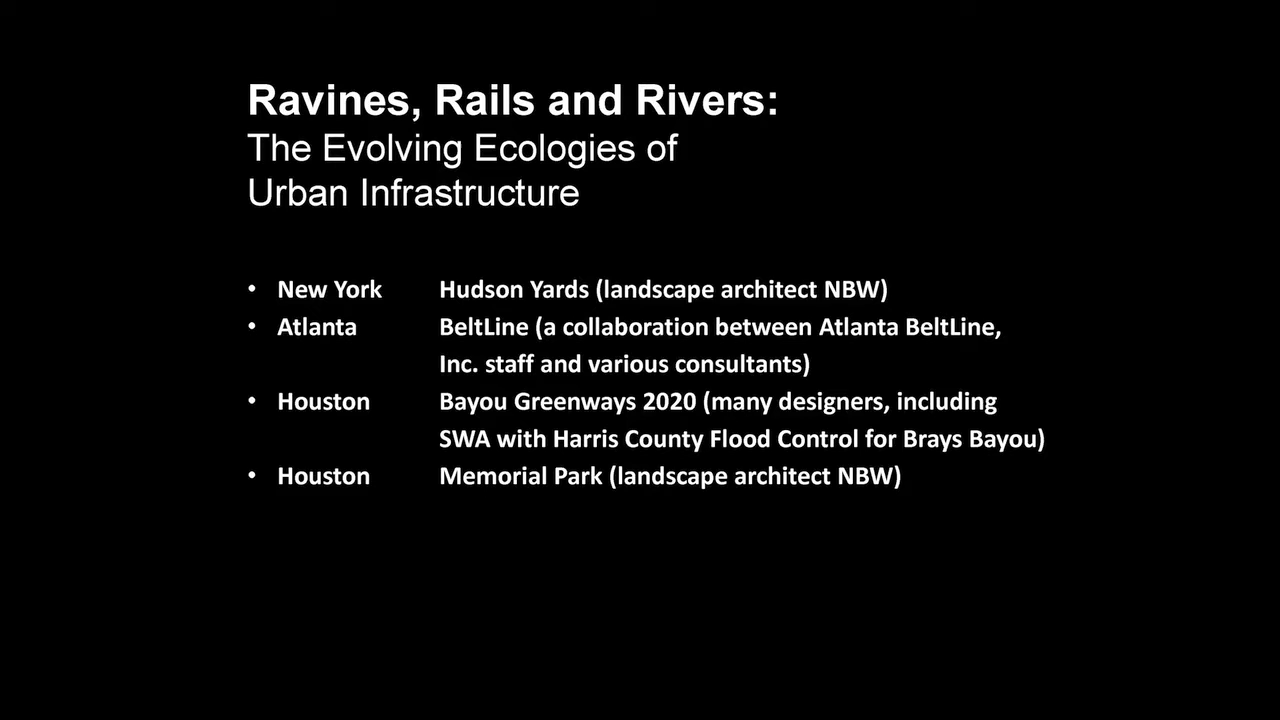 Ravines, Rails and Rivers:
The Evolving Ecologies of
Urban Infrastructure
• New York Hudson Yards (landscape architect NBW)
• Atlanta BeltLine (a collaboration between Atlanta BeltLine,
Inc. staff and various consultants)
• Houston Bayou Greenways 2020 (many designers, including
SWA with Harris County Flood Control for Brays Bayou)
• Houston Memorial Park (landscape architect NBW)